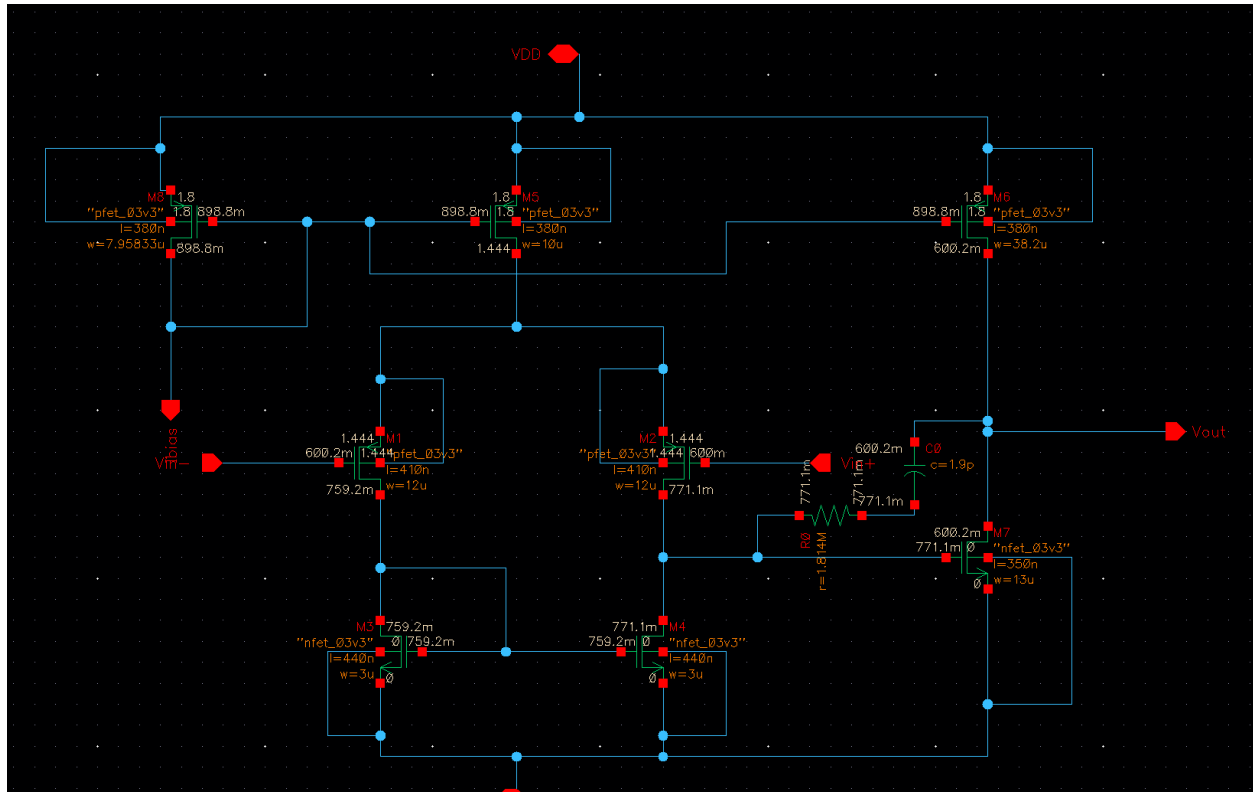 VDD
M8
1.8
"pfet_03v3"
1.8
898.8m
l=380n
w=7.95833u
898.8m
M5
1.8
898.8m
1.8
"pfet_03v3"
l=380n
w=10u
1.444
M6
1.8
898.8m
1.8
"pfet_03v3"
l=380n
w=38.2u
600.2m
Vin-
M1
1.444
600.2m
1.444
"pfet_03v3"
l=410n
w=12u
759.2m
M2
1.444
"pfet_03v3"
1.444
600m
l=410n
w=12u
771.1m
Vin+
R0
771.1m
771.1m
r=1.814M
C0
600.2m
c=1.9p
771.1m
Vout
M7
600.2m
771.1m
0
"nfet_03v3"
l=350n
w=13u
0
M3
759.2m
"nfet_03v3"
0
759.2m
l=440n
w=3u
0
M4
771.1m
759.2m
0
"nfet_03v3"
l=440n
w=3u
0